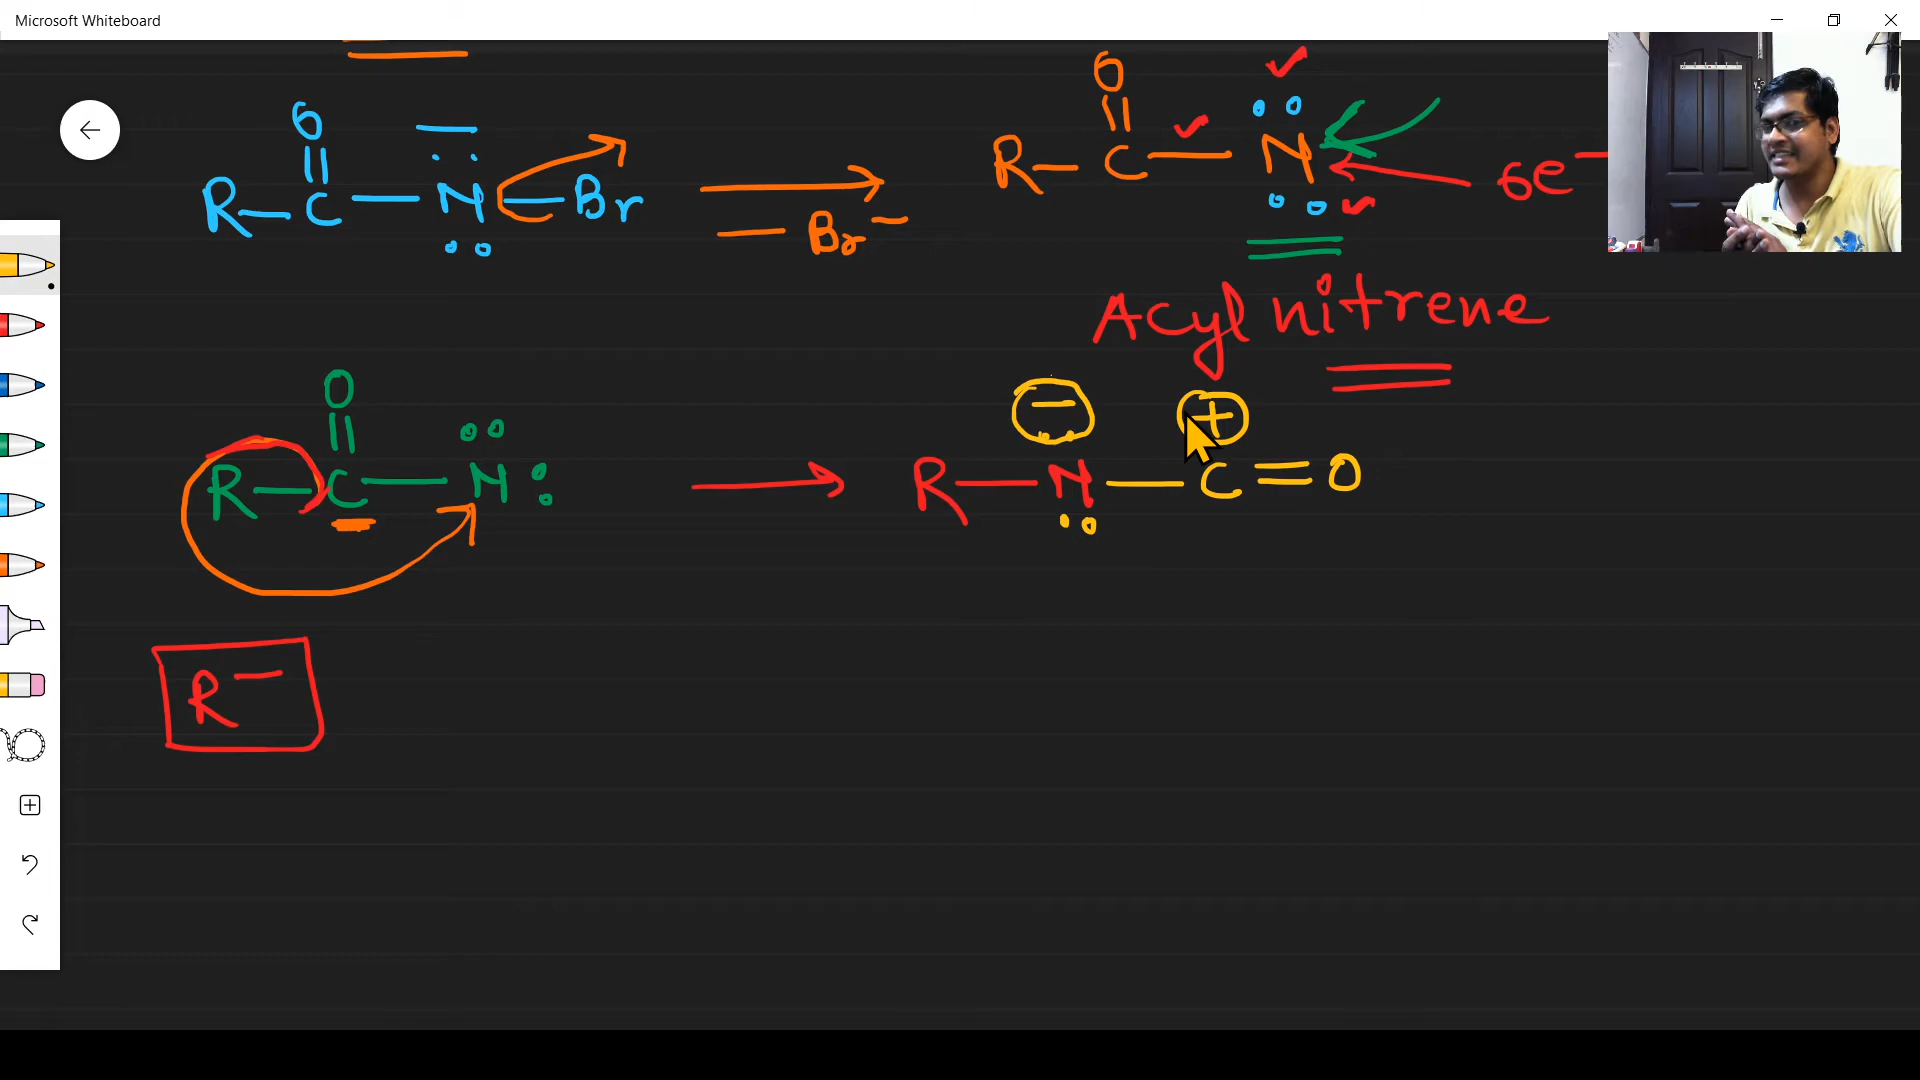 Microsoft Whiteboard
O
O
R–C–N̄–Br
– Br⁻
R–C–N
6e⁻
Acyl nitrene
O
R–C–N:
⊖ ⊕
R–N–C=O
R⁻